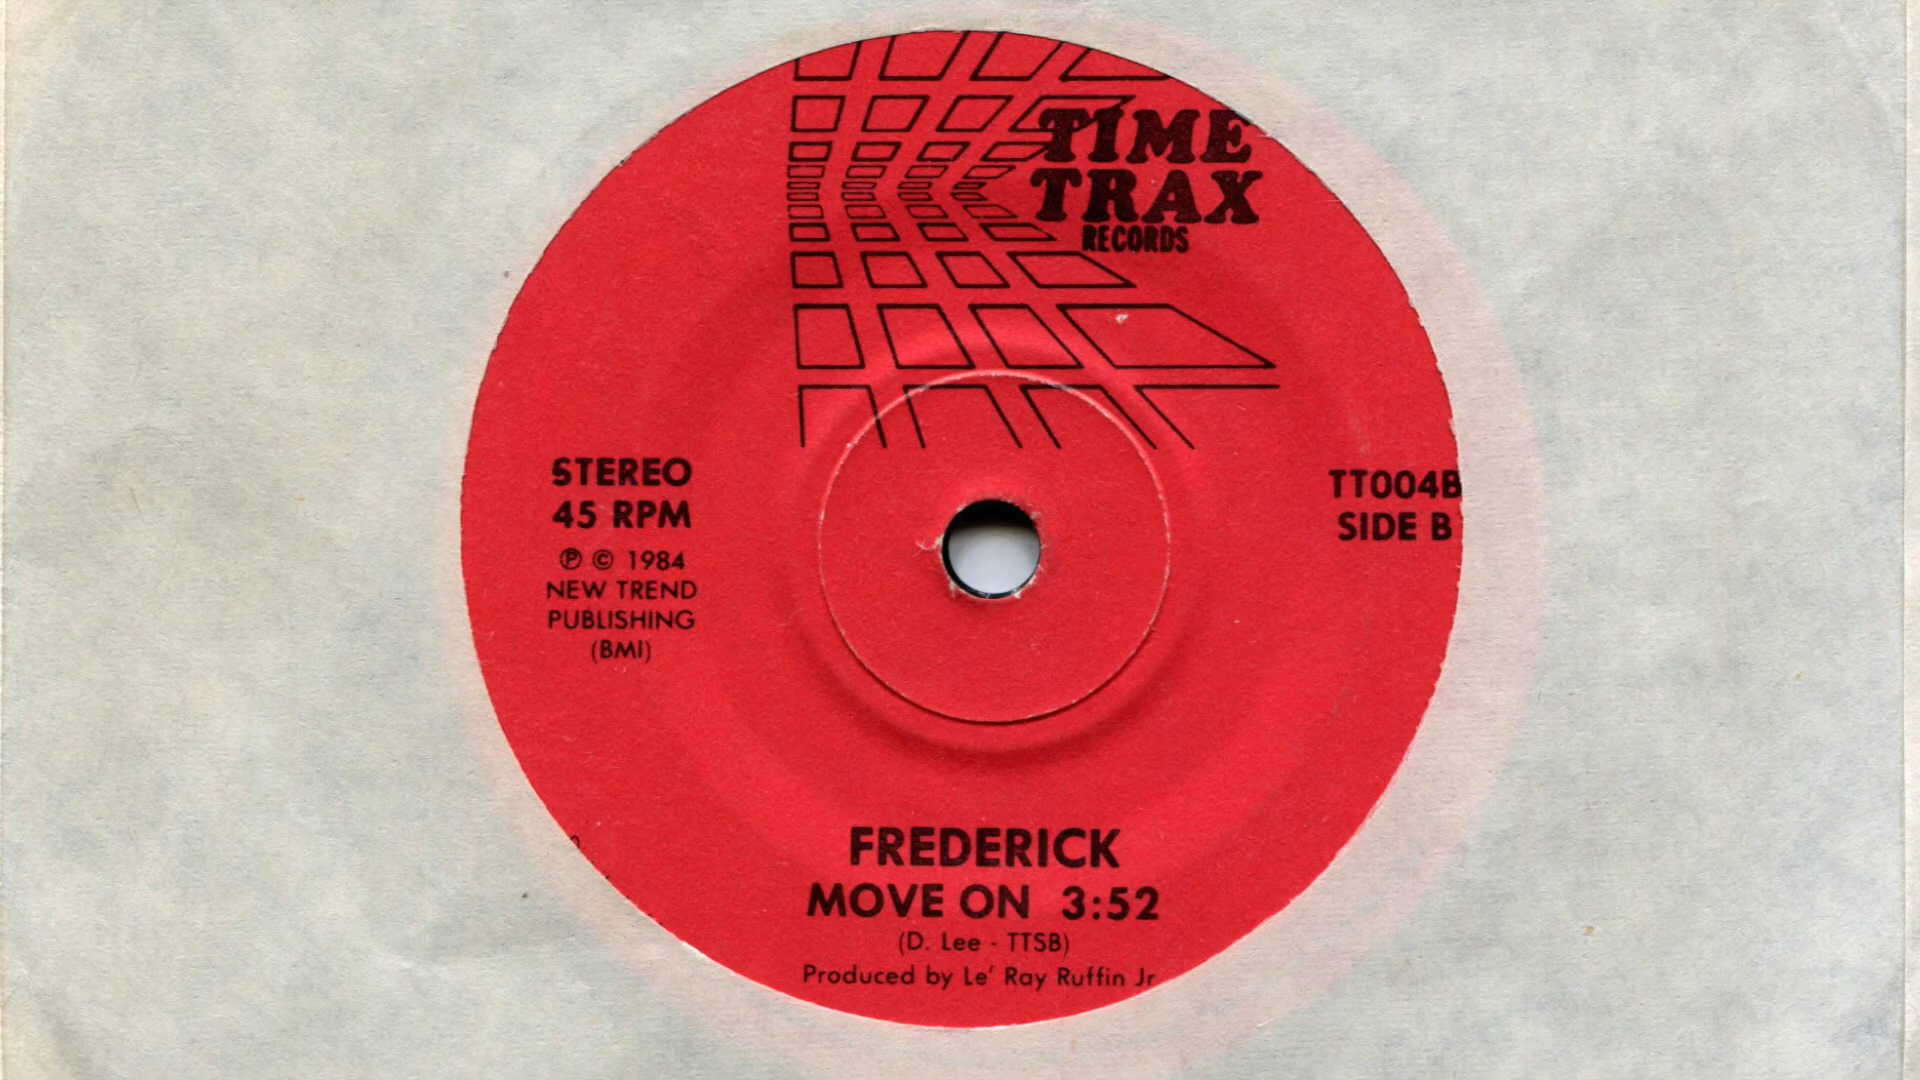 TIME
TRAX
RECORDS
STEREO
45 RPM
℗ © 1984
NEW TREND
PUBLISHING
(BMI)
TT004B
SIDE B
FREDERICK
MOVE ON 3:52
(D. Lee - TTSB)
Produced by Le' Ray Ruffin Jr